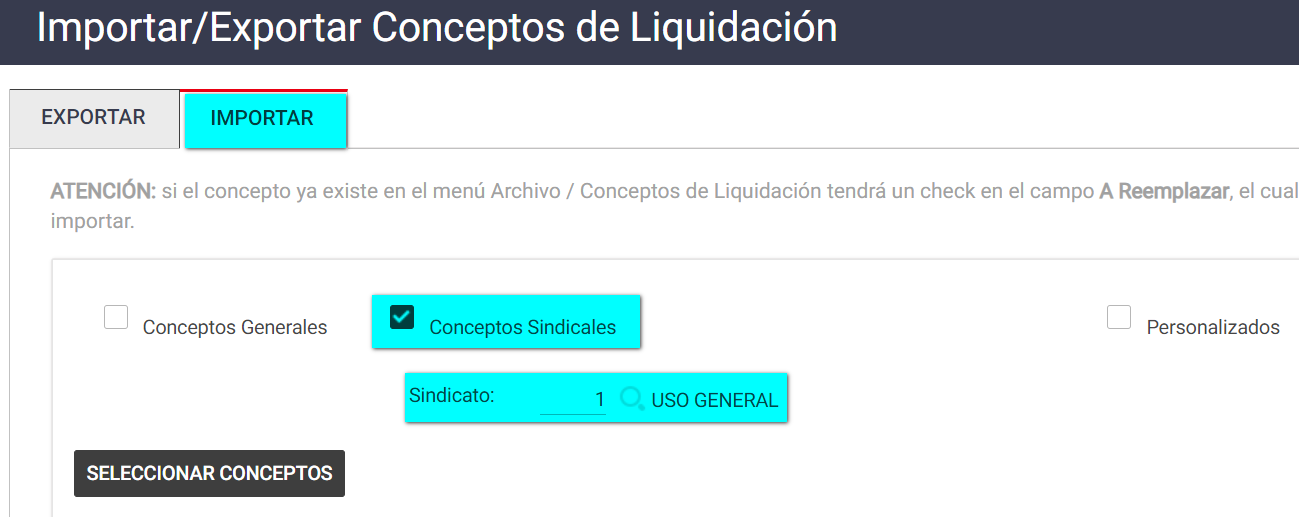 Importar/Exportar Conceptos de Liquidación
EXPORTAR
IMPORTAR
ATENCIÓN: si el concepto ya existe en el menú Archivo / Conceptos de Liquidación tendrá un check en el campo A Reemplazar, el cual
importar.
Conceptos Generales
Conceptos Sindicales
Personalizados
Sindicato: 1 USO GENERAL
SELECCIONAR CONCEPTOS